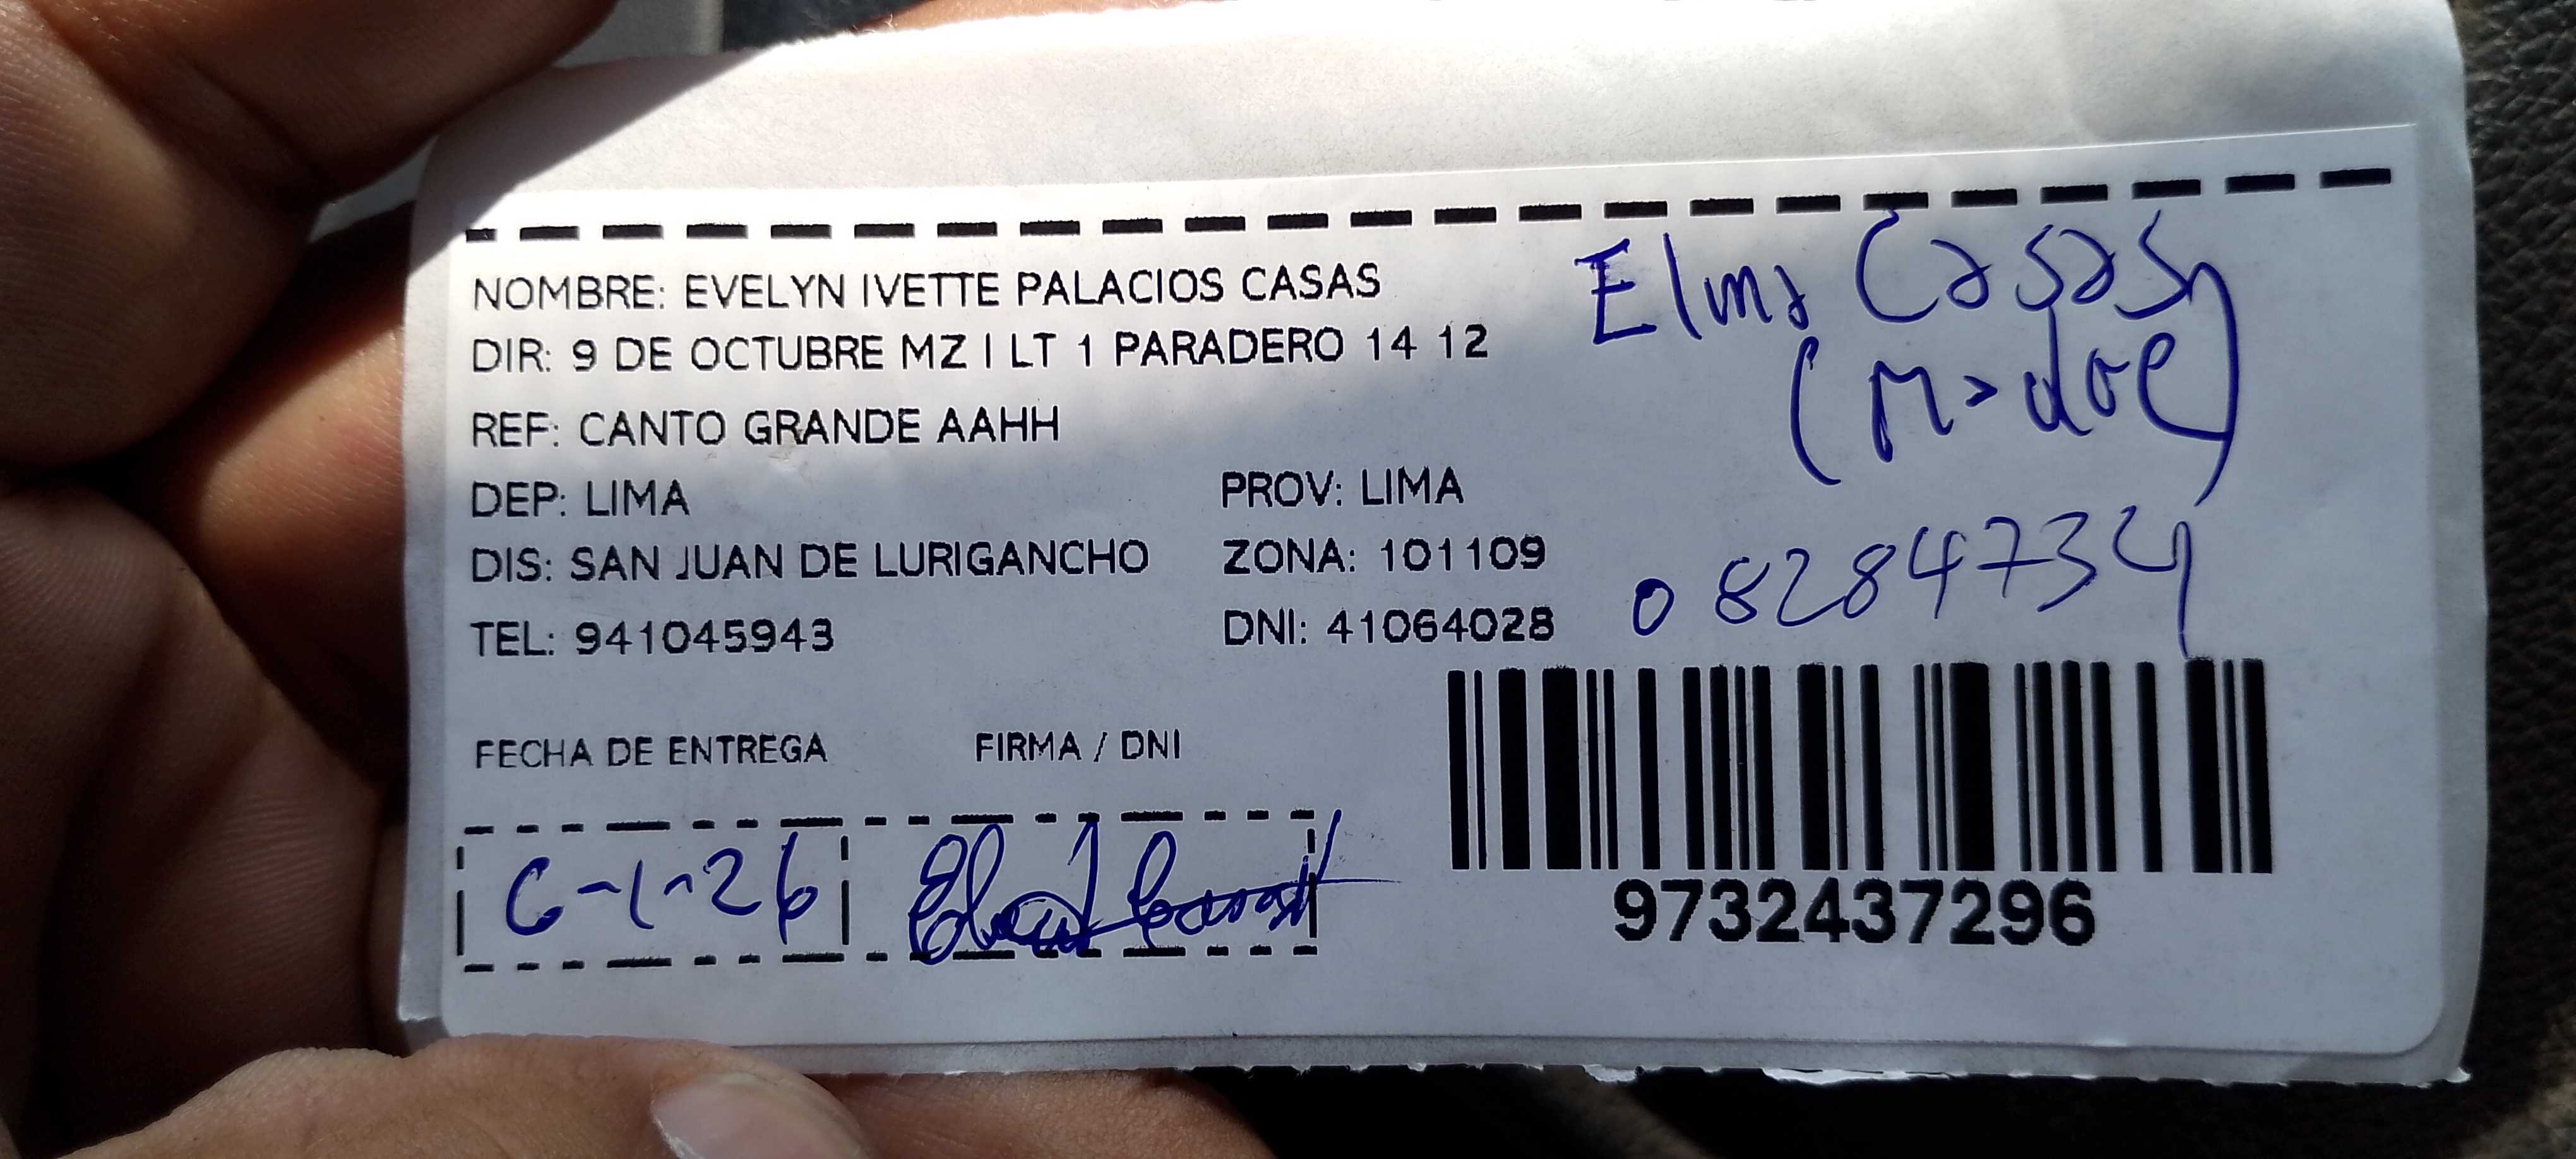 NOMBRE: EVELYN IVETTE PALACIOS CASAS
Elma Casas
DIR: 9 DE OCTUBRE MZ I LT 1 PARADERO 14 12
(Madre)
REF: CANTO GRANDE AAHH
DEP: LIMA PROV: LIMA
DIS: SAN JUAN DE LURIGANCHO ZONA: 101109
08284734
TEL: 941045943 DNI: 41064028
FECHA DE ENTREGA FIRMA / DNI
6-1-26
9732437296